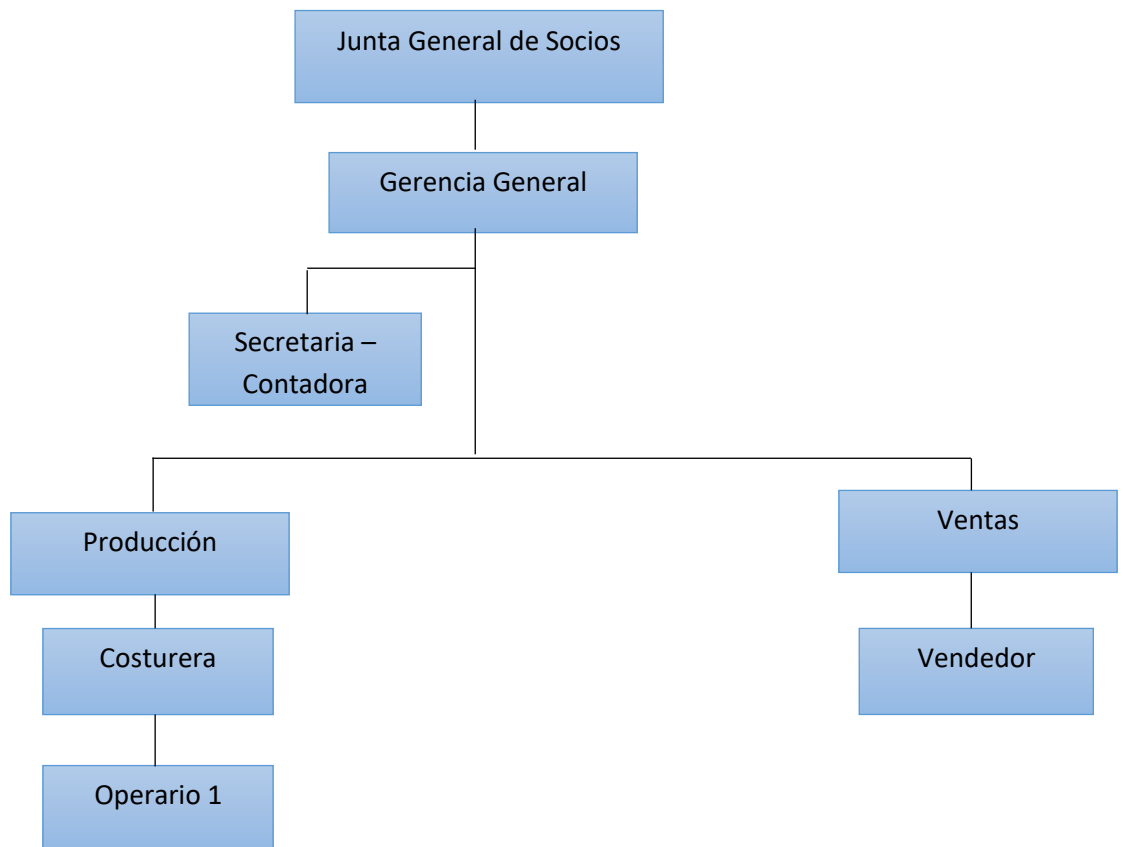 Junta General de Socios
Gerencia General
Secretaria –
Contadora
Producción
Ventas
Costurera
Vendedor
Operario 1